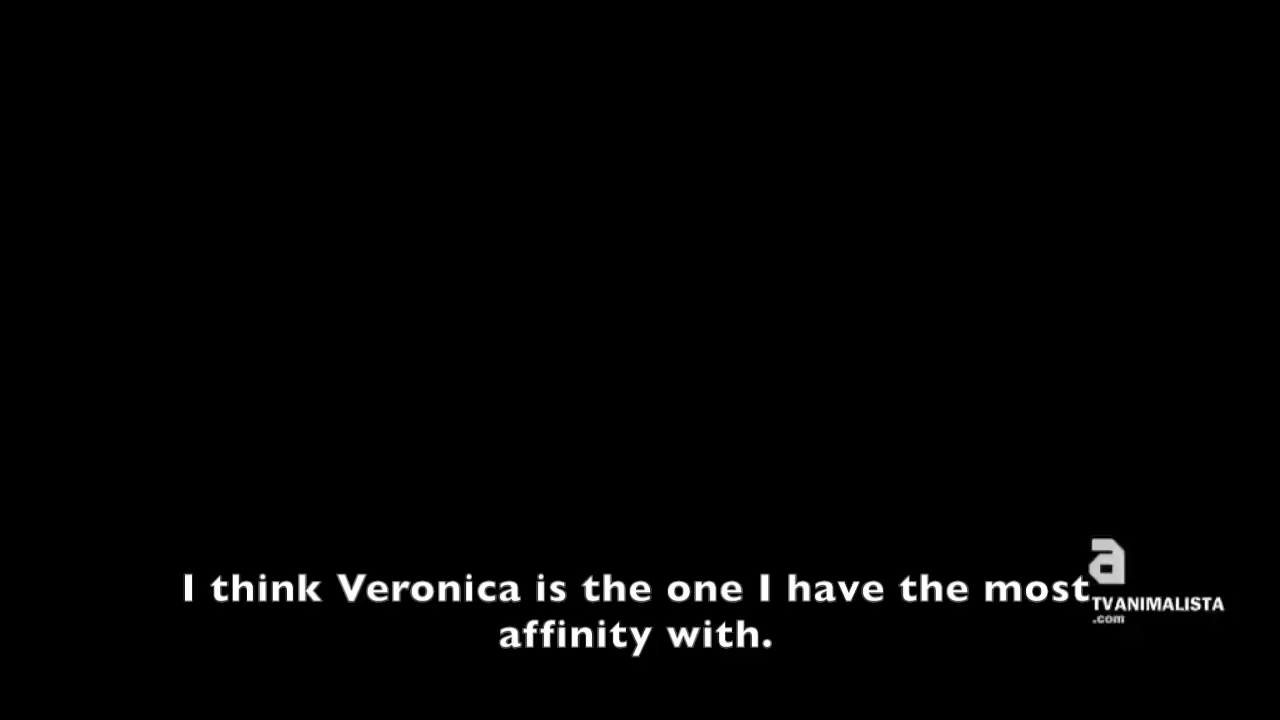 I think Veronica is the one I have the most
affinity with.
a
TVANIMALISTA
.com